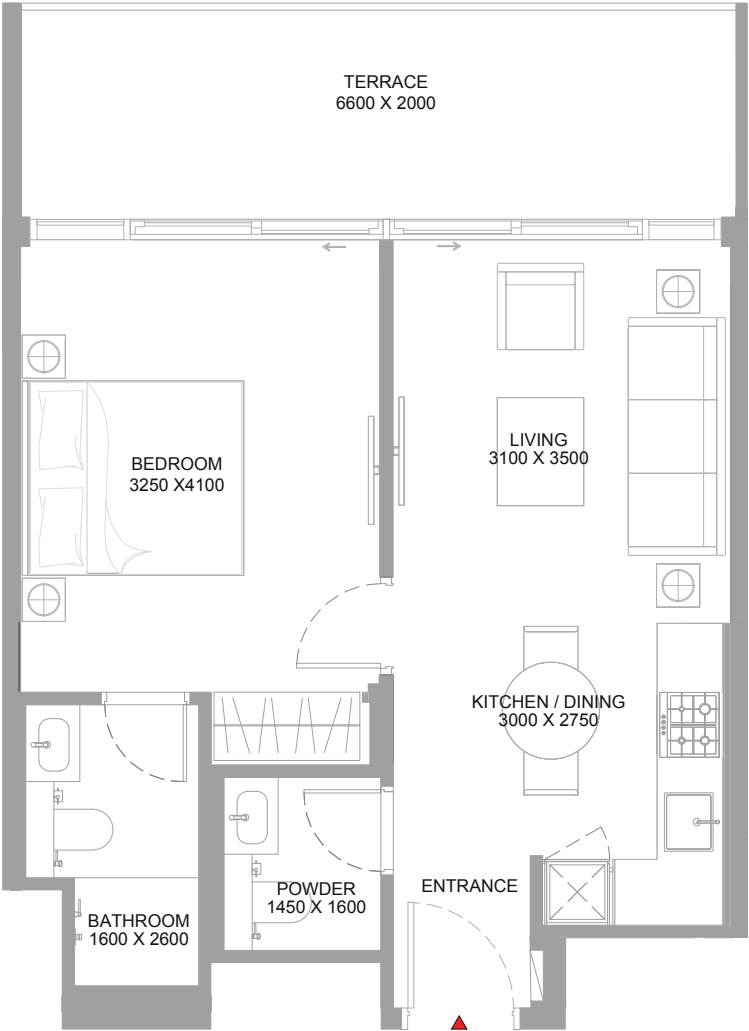 TERRACE
6600 X 2000
BEDROOM
3250 X4100
LIVING
3100 X 3500
KITCHEN / DINING
3000 X 2750
POWDER
1450 X 1600
ENTRANCE
BATHROOM
1600 X 2600